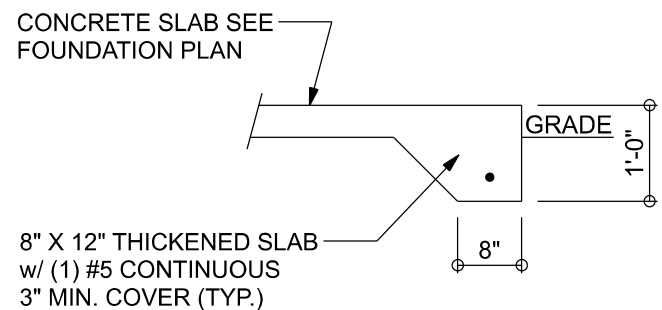 CONCRETE SLAB SEE
FOUNDATION PLAN
GRADE
1'-0"
8" X 12" THICKENED SLAB
w/ (1) #5 CONTINUOUS
3" MIN. COVER (TYP.)
8"